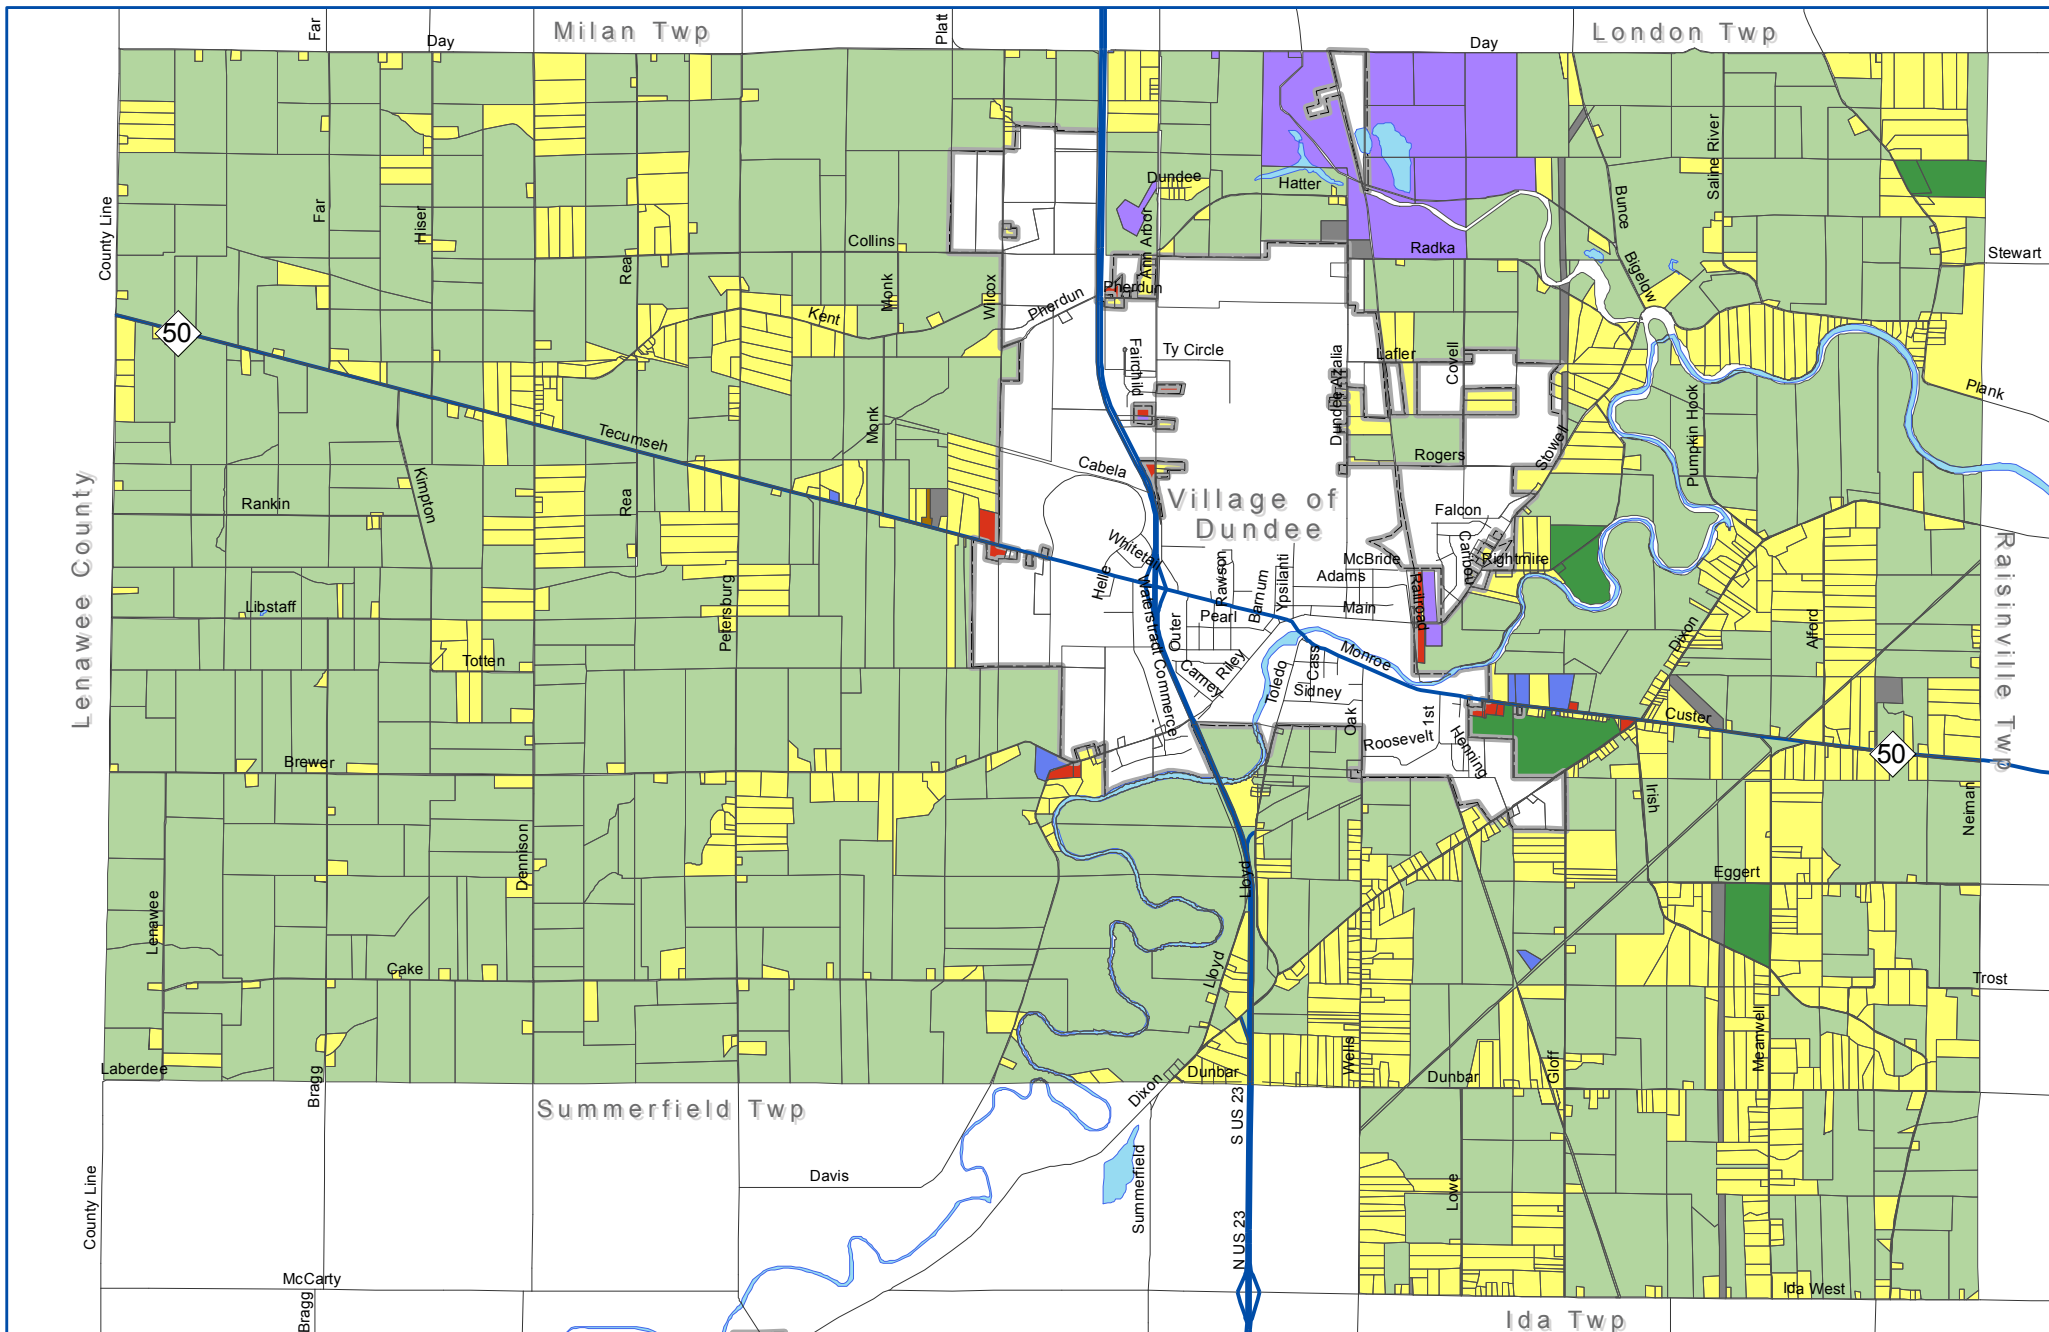 Far
Milan Twp
Day
Platt
Day
London Twp
County Line
Far
Hiser
Rea
Collins
Monk
Wilcox
Pherdun
Dundee
Ann Arbor
Pherdun
Hatter
Radka
Bunce
Bigelow
Saline River
Stewart
50
Kent
Fairchild
Ty Circle
Dundee Azalia
Lafler
Covell
Plank
Tecumseh
Monk
Cabela
Rogers
Stowell
Pumpkin Hook
Lenawee County
Rankin
Kimpton
Rea
Village of
Dundee
Falcon
Caribou
Rightmire
Raisinville Twp
Whitetail
Helle
Waterstradt Commerce
Rawson
Barnum
Ypsilanti
McBride
Adams
Main
Railroad
Libstaff
Petersburg
Outer
Pearl
Totten
Carney
Riley
Toledo
Cass
Monroe
Sidney
Dixon
Alford
Oak
1st
Roosevelt
Henning
Custer
50
Brewer
Irish
Neiman
Dennison
Lloyd
Eggert
Lenawee
Bragg
Cake
Lloyd
Trost
Meanwell
Wells
Gloff
Laberdee
Bragg
Dixon
Dunbar
Dunbar
Summerfield Twp
S US 23
Summerfield
Davis
Lowe
County Line
N US 23
McCarty
Bragg
Ida West
Ida Twp